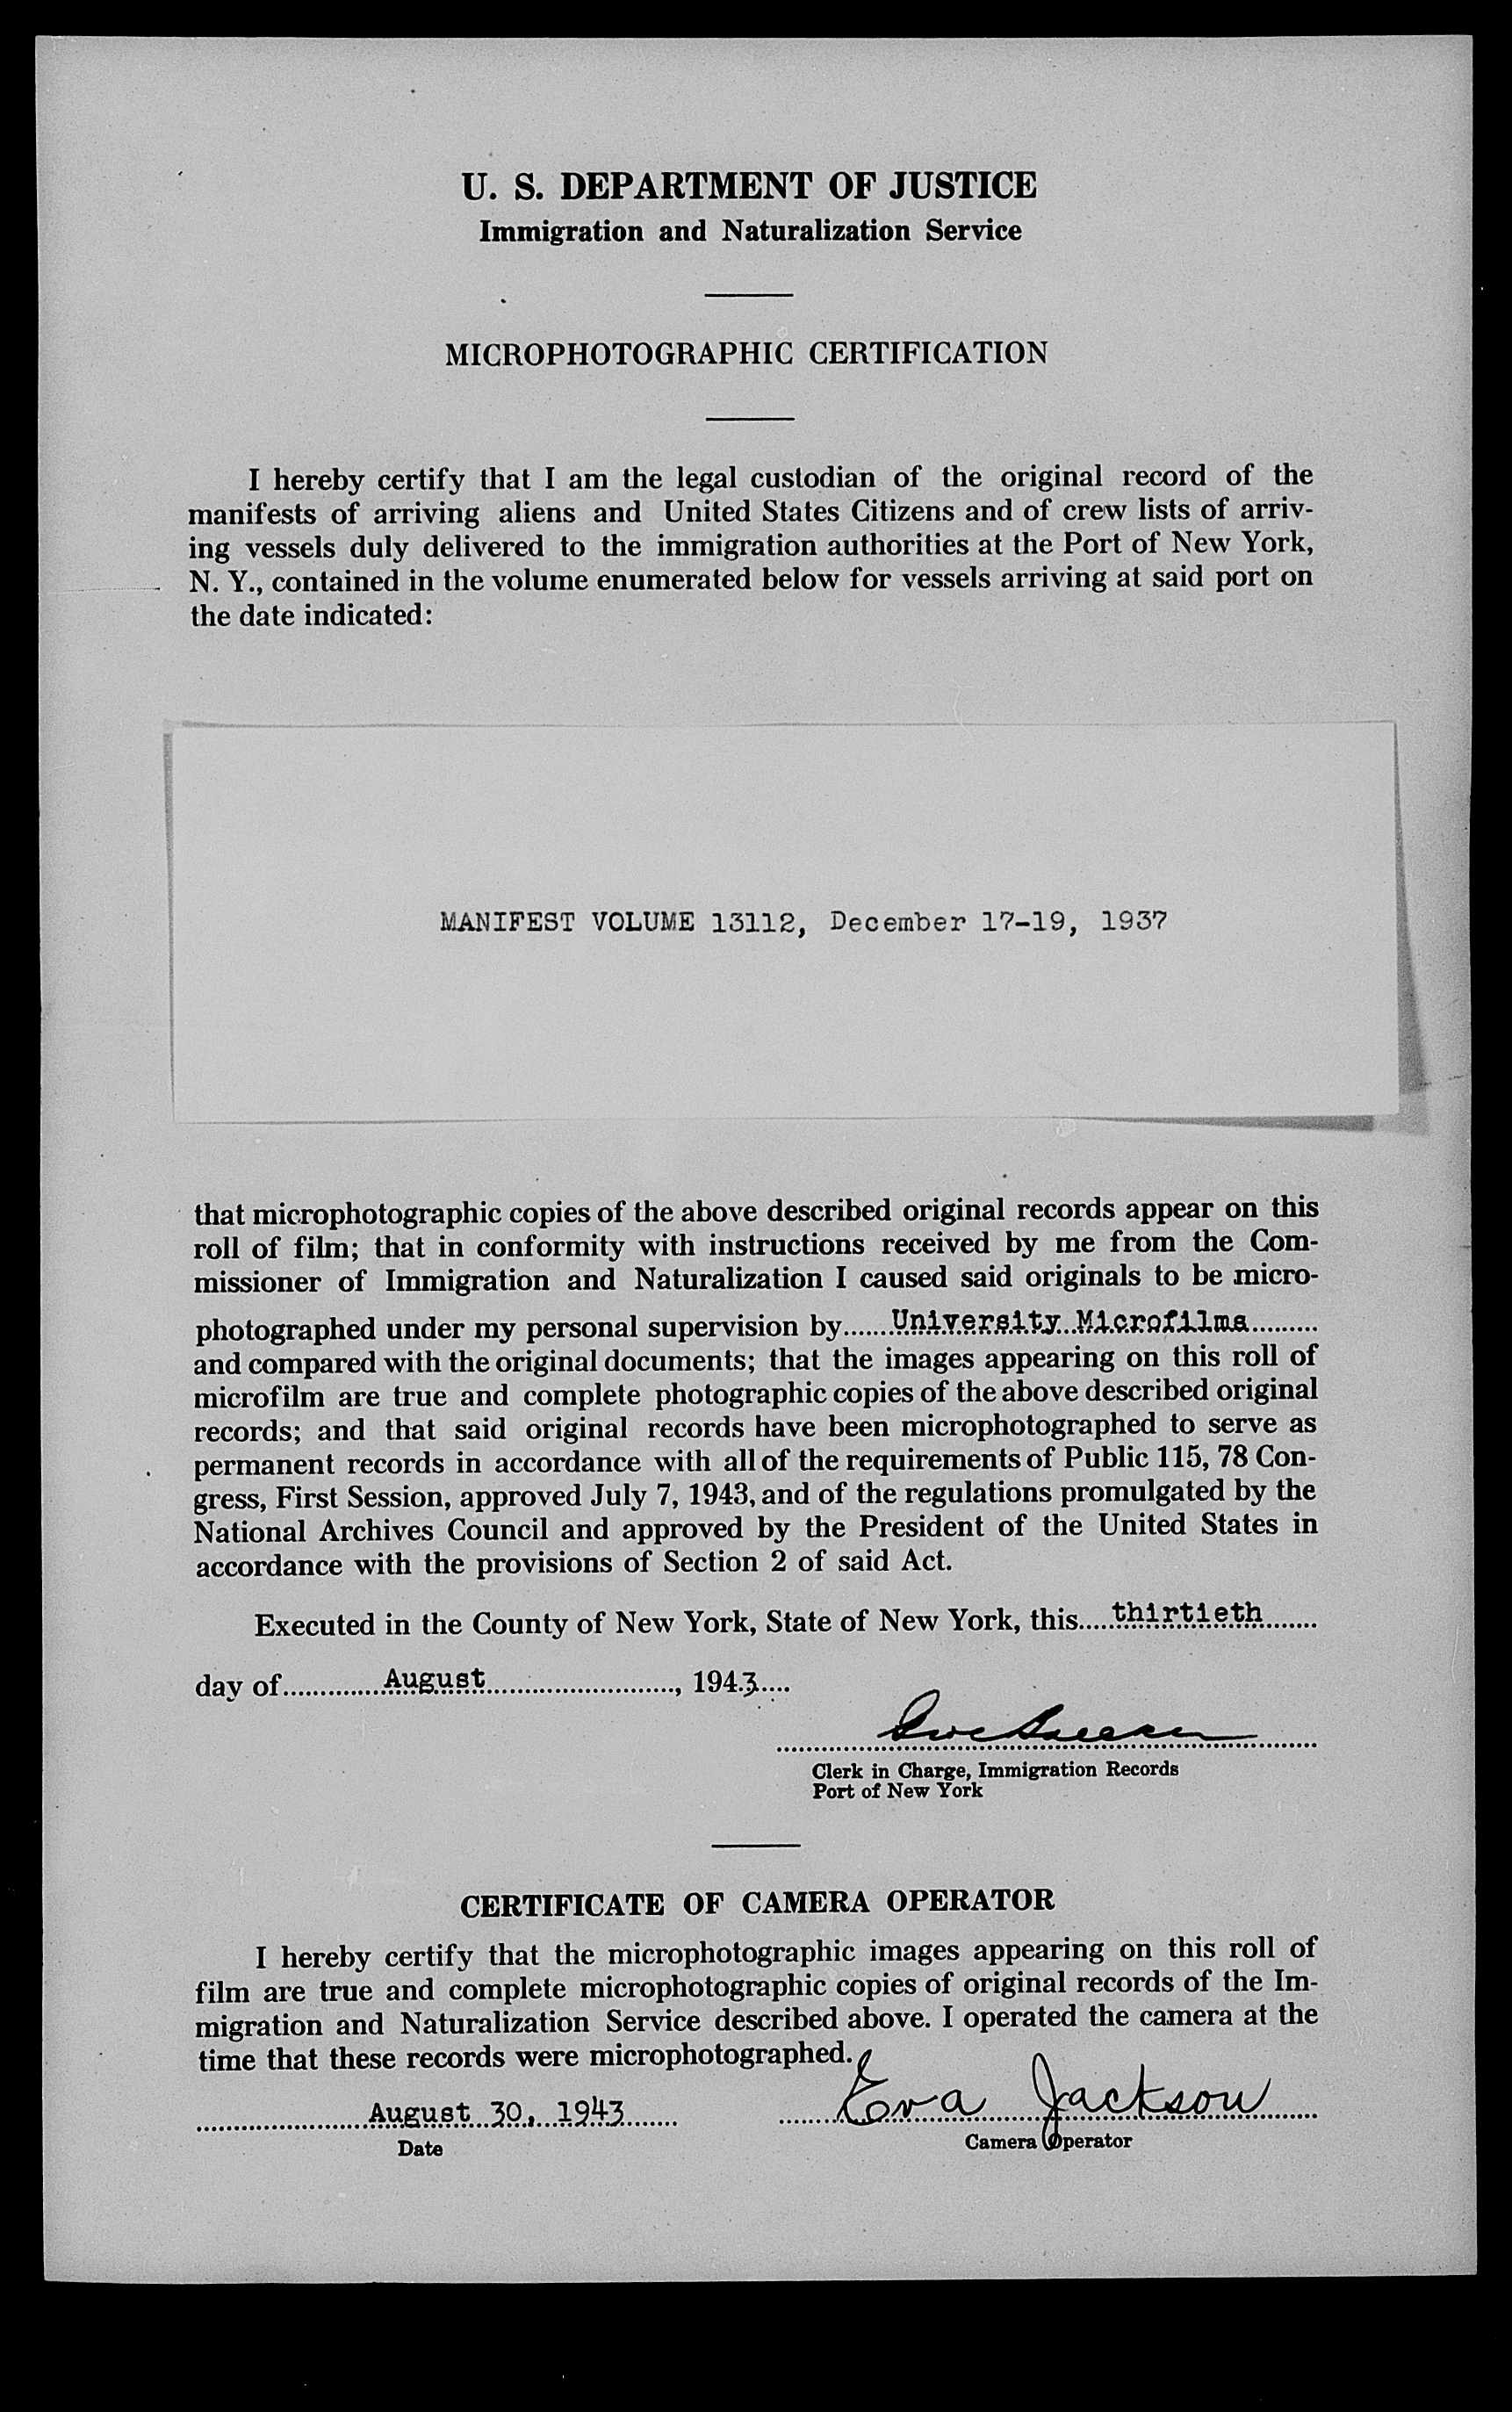 U. S. DEPARTMENT OF JUSTICE
Immigration and Naturalization Service
MICROPHOTOGRAPHIC CERTIFICATION
I hereby certify that I am the legal custodian of the original record of the
manifests of arriving aliens and United States Citizens and of crew lists of arriv-
ing vessels duly delivered to the immigration authorities at the Port of New York,
N. Y., contained in the volume enumerated below for vessels arriving at said port on
the date indicated:
MANIFEST VOLUME 13112, December 17-19, 1937
that microphotographic copies of the above described original records appear on this
roll of film; that in conformity with instructions received by me from the Com-
missioner of Immigration and Naturalization I caused said originals to be micro-
photographed under my personal supervision by......University Microfilms.........
and compared with the original documents; that the images appearing on this roll of
microfilm are true and complete photographic copies of the above described original
records; and that said original records have been microphotographed to serve as
permanent records in accordance with all of the requirements of Public 115, 78 Con-
gress, First Session, approved July 7, 1943, and of the regulations promulgated by the
National Archives Council and approved by the President of the United States in
accordance with the provisions of Section 2 of said Act.
Executed in the County of New York, State of New York, this....thirtieth.......
day of.............August........................., 1943....
Clerk in Charge, Immigration Records
Port of New York
CERTIFICATE OF CAMERA OPERATOR
I hereby certify that the microphotographic images appearing on this roll of
film are true and complete microphotographic copies of original records of the Im-
migration and Naturalization Service described above. I operated the camera at the
time that these records were microphotographed.
August 30, 1943
Eva Jackson
Date
Camera Operator